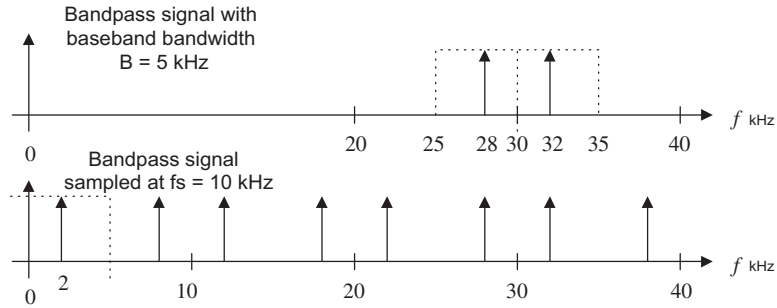 Bandpass signal with
baseband bandwidth
B = 5 kHz
f kHz
0 20 25 28 30 32 35 40
Bandpass signal
sampled at fs = 10 kHz
f kHz
0 2 10 20 30 40